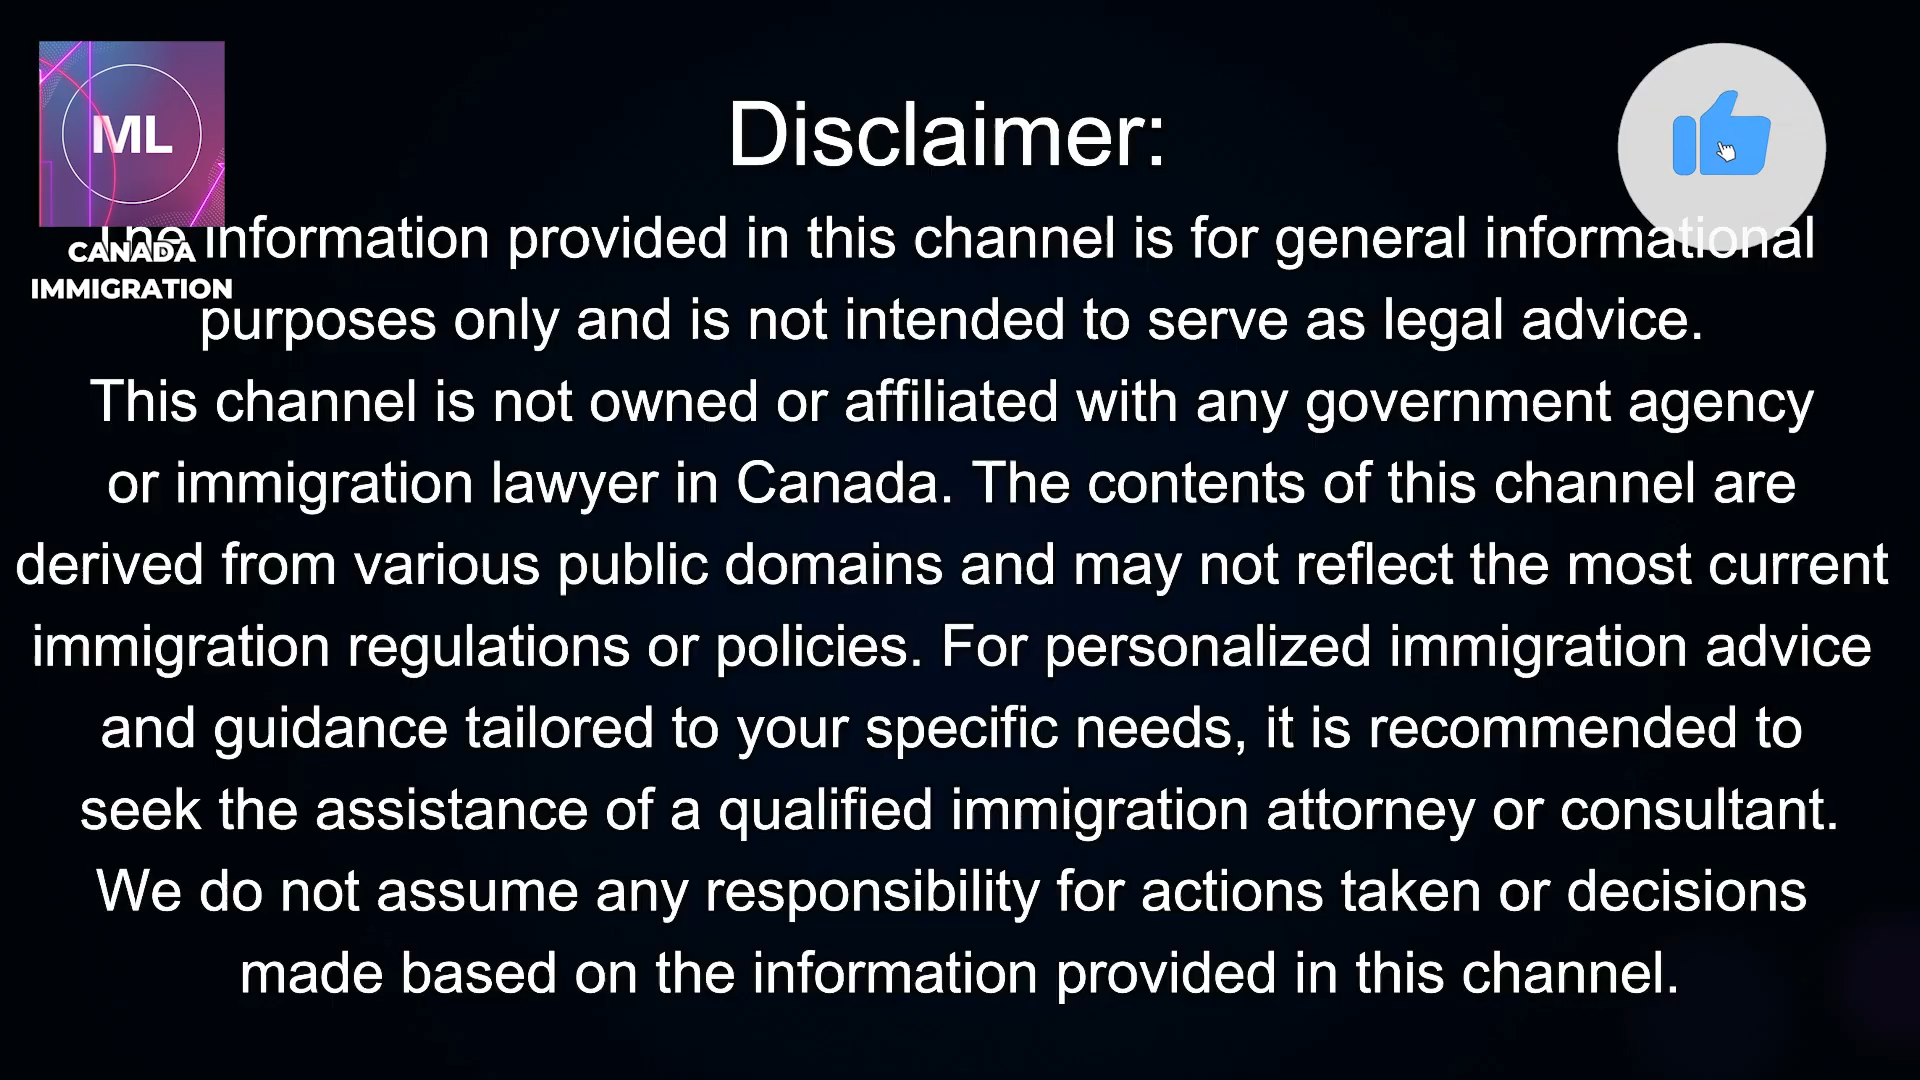 ML
CANADA
IMMIGRATION
Disclaimer:
The information provided in this channel is for general informational
purposes only and is not intended to serve as legal advice.
This channel is not owned or affiliated with any government agency
or immigration lawyer in Canada. The contents of this channel are
derived from various public domains and may not reflect the most current
immigration regulations or policies. For personalized immigration advice
and guidance tailored to your specific needs, it is recommended to
seek the assistance of a qualified immigration attorney or consultant.
We do not assume any responsibility for actions taken or decisions
made based on the information provided in this channel.